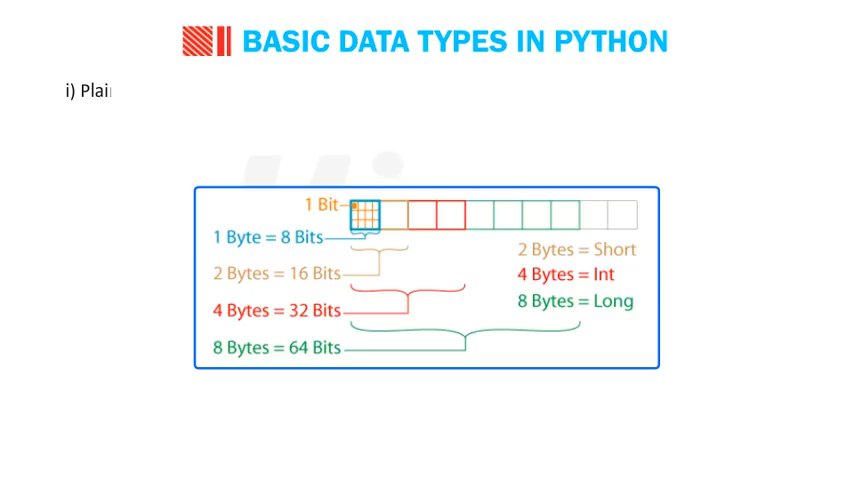 BASIC DATA TYPES IN PYTHON
i) Plai
1 Bit
1 Byte = 8 Bits
2 Bytes = 16 Bits
4 Bytes = 32 Bits
8 Bytes = 64 Bits
2 Bytes = Short
4 Bytes = Int
8 Bytes = Long